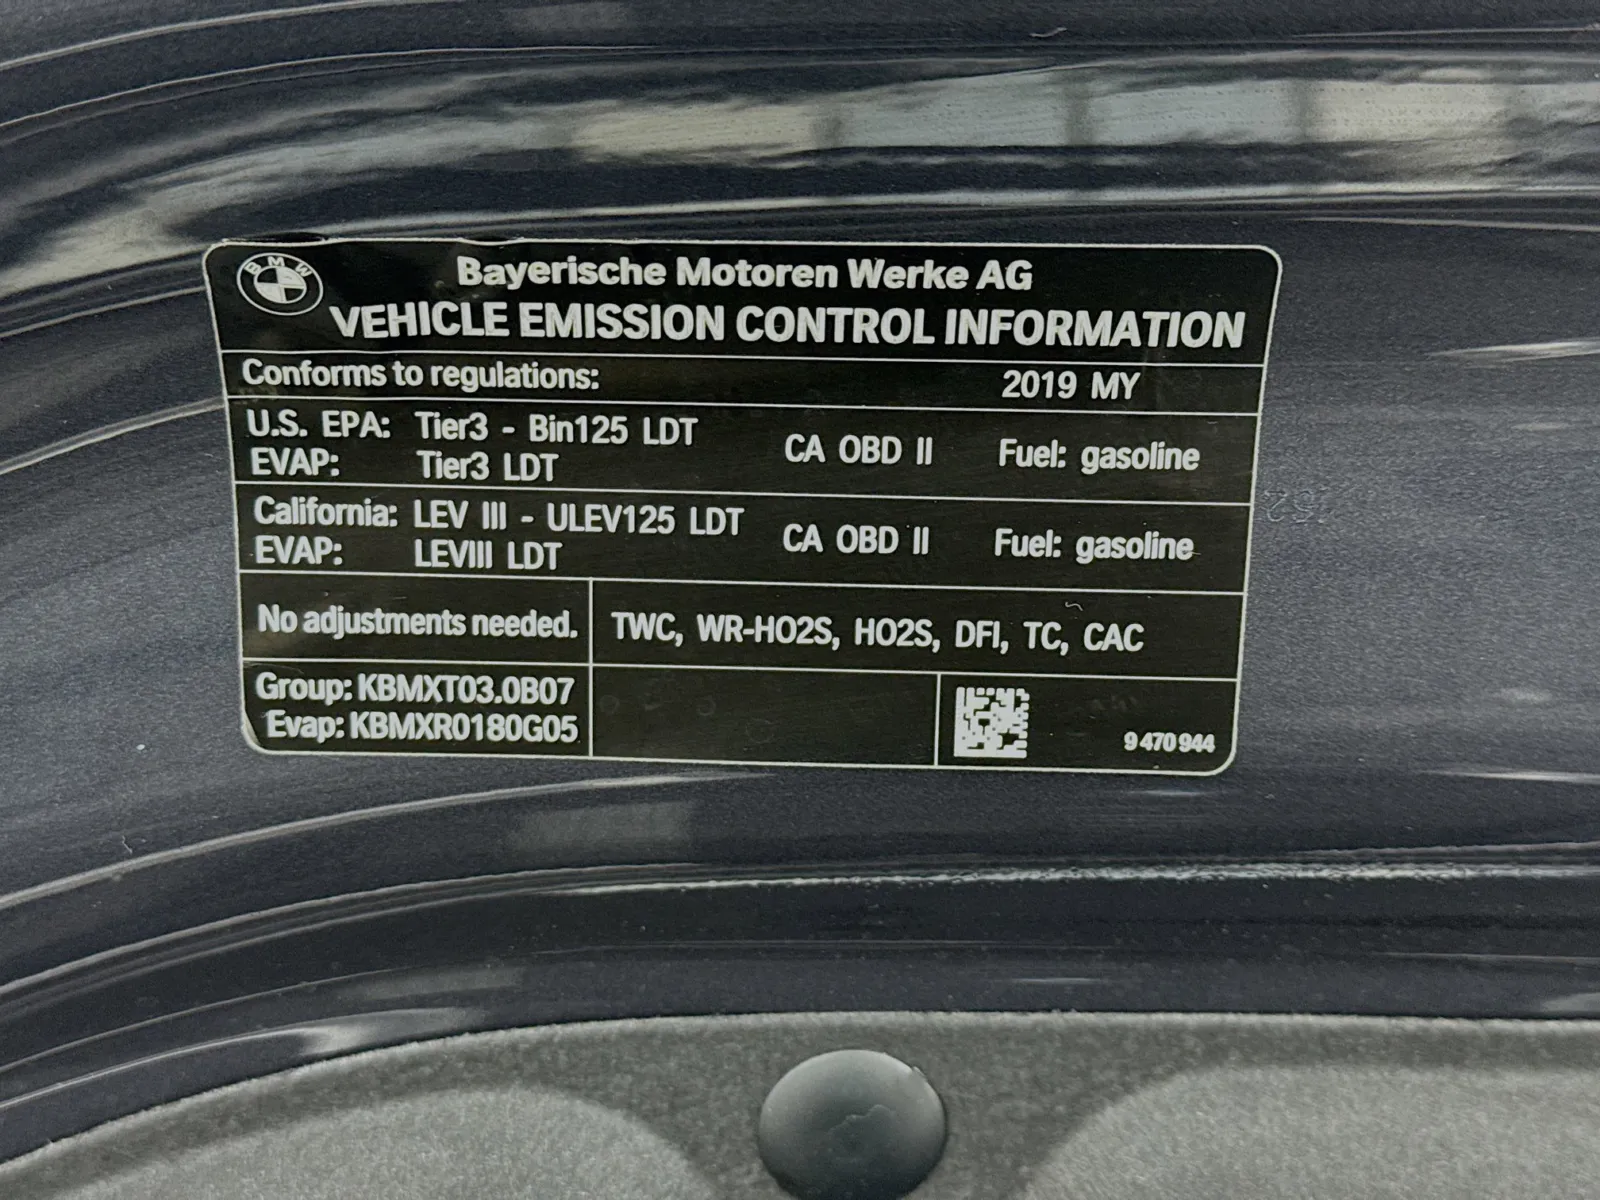 BMW
Bayerische Motoren Werke AG
VEHICLE EMISSION CONTROL INFORMATION
Conforms to regulations: 2019 MY
U.S. EPA: Tier3 - Bin125 LDT CA OBD II Fuel: gasoline
EVAP: Tier3 LDT
California: LEV III - ULEV125 LDT CA OBD II Fuel: gasoline
EVAP: LEVIII LDT
No adjustments needed. TWC, WR-HO2S, HO2S, DFI, TC, CAC
Group: KBMXT03.0B07
Evap: KBMXR0180G05
9 470 944